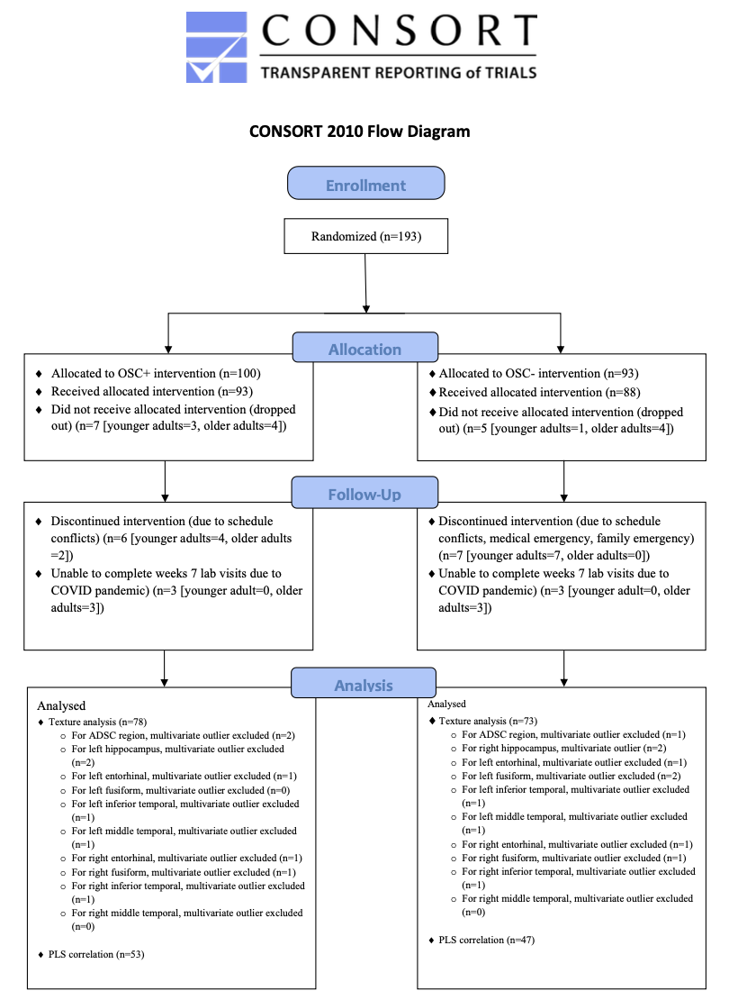 CONSORT
TRANSPARENT REPORTING of TRIALS
CONSORT 2010 Flow Diagram
Enrollment
Randomized (n=193)
Allocation
♦ Allocated to OSC+ intervention (n=100)
♦ Received allocated intervention (n=93)
♦ Did not receive allocated intervention (dropped
out) (n=7 [younger adults=3, older adults=4])
♦ Allocated to OSC- intervention (n=93)
♦ Received allocated intervention (n=88)
♦ Did not receive allocated intervention (dropped
out) (n=5 [younger adults=1, older adults=4])
Follow-Up
♦ Discontinued intervention (due to schedule
conflicts) (n=6 [younger adults=4, older adults
=2])
♦ Unable to complete weeks 7 lab visits due to
COVID pandemic) (n=3 [younger adult=0, older
adults=3])
♦ Discontinued intervention (due to schedule
conflicts, medical emergency, family emergency)
(n=7 [younger adults=7, older adults=0])
♦ Unable to complete weeks 7 lab visits due to
COVID pandemic) (n=3 [younger adult=0, older
adults=3])
Analysis
Analysed
♦ Texture analysis (n=78)
o For ADSC region, multivariate outlier excluded (n=2)
o For left hippocampus, multivariate outlier excluded
(n=2)
o For left entorhinal, multivariate outlier excluded (n=1)
o For left fusiform, multivariate outlier excluded (n=0)
o For left inferior temporal, multivariate outlier excluded
(n=1)
o For left middle temporal, multivariate outlier excluded
(n=1)
o For right entorhinal, multivariate outlier excluded (n=1)
o For right fusiform, multivariate outlier excluded (n=1)
o For right inferior temporal, multivariate outlier excluded
(n=1)
o For right middle temporal, multivariate outlier excluded
(n=0)
♦ PLS correlation (n=53)
Analysed
♦ Texture analysis (n=73)
o For ADSC region, multivariate outlier excluded (n=1)
o For right hippocampus, multivariate outlier (n=2)
o For left entorhinal, multivariate outlier excluded (n=1)
o For left fusiform, multivariate outlier excluded (n=2)
o For left inferior temporal, multivariate outlier excluded
(n=1)
o For left middle temporal, multivariate outlier excluded
(n=1)
o For right entorhinal, multivariate outlier excluded (n=1)
o For right fusiform, multivariate outlier excluded (n=1)
o For right inferior temporal, multivariate outlier excluded
(n=1)
o For right middle temporal, multivariate outlier excluded
(n=0)
♦ PLS correlation (n=47)